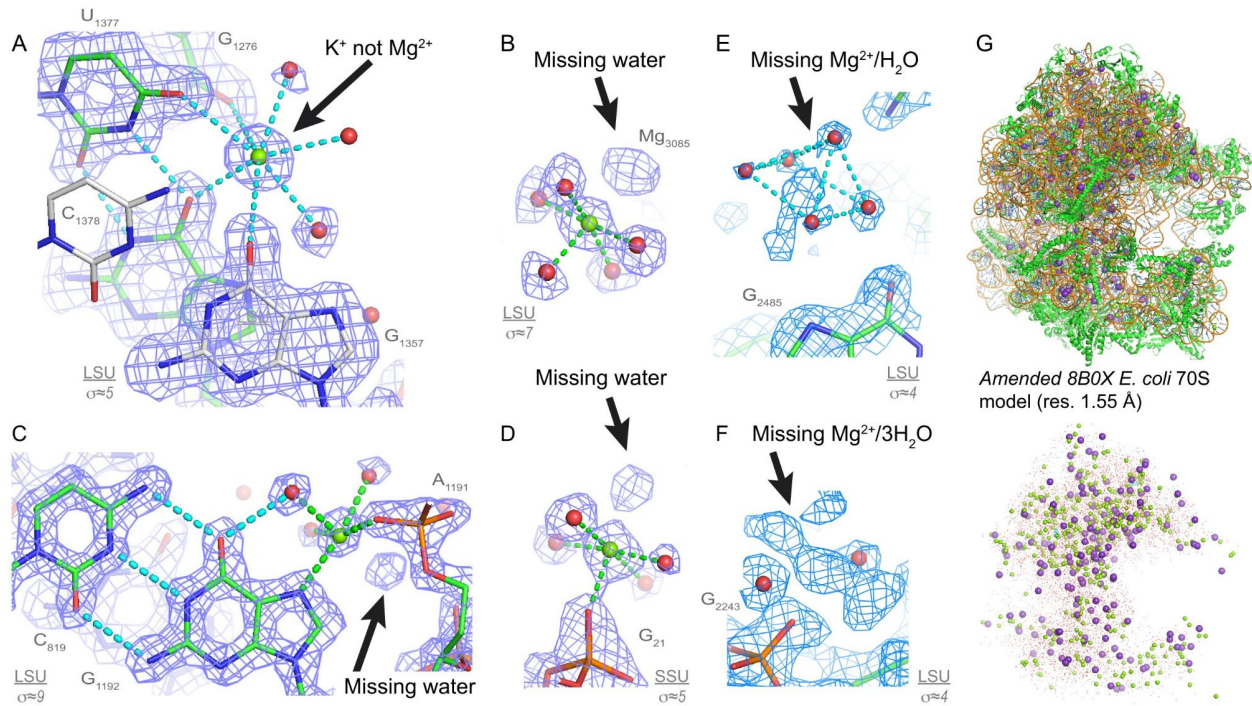 A
U1377
G1276
K+ not Mg2+
C1378
G1357
LSU
σ≈5
B
Missing water
Mg3085
LSU
σ≈7
E
Missing Mg2+/H2O
G2485
LSU
σ≈4
G
Amended 8B0X E. coli 70S
model (res. 1.55 Å)
C
A1191
C819
G1192
LSU
σ≈9
Missing water
Missing water
D
G21
SSU
σ≈5
F
Missing Mg2+/3H2O
G2243
LSU
σ≈4